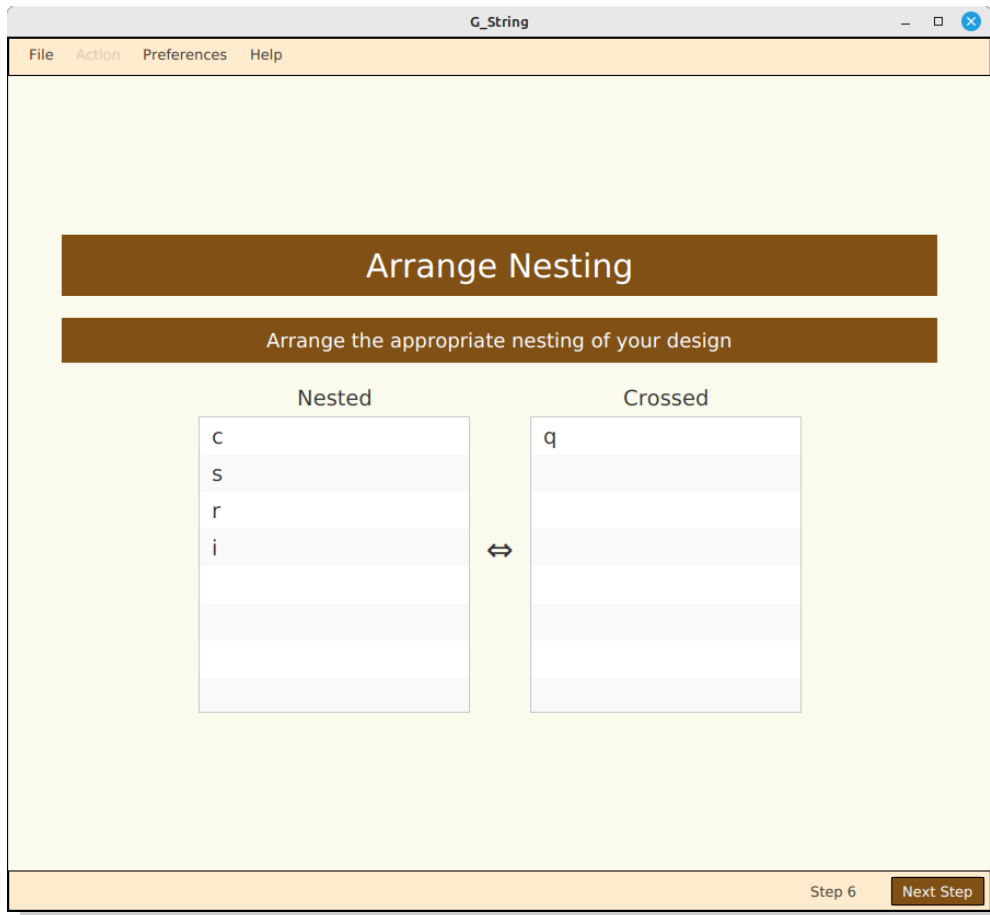 G_String
File Action Preferences Help
Arrange Nesting
Arrange the appropriate nesting of your design
Nested Crossed
c q
s
r
i
⇔
Step 6 Next Step